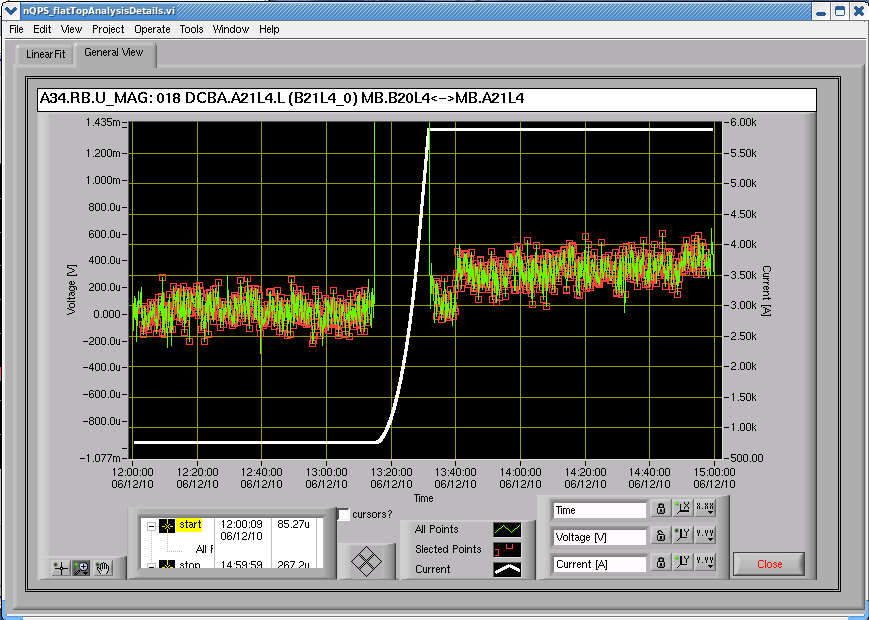 nQPS_flatTopAnalysisDetails.vi
File Edit View Project Operate Tools Window Help
LinearFit General View
A34.RB.U_MAG: 018 DCBA.A21L4.L (B21L4_0) MB.B20L4<->MB.A21L4
1.435m
1.200m
1.000m
800.0u
600.0u
400.0u
200.0u
0.000
-200.0u
-400.0u
-600.0u
-800.0u
-1.077m
Voltage [V]
6.00k
5.50k
5.00k
4.50k
4.00k
3.50k
3.00k
2.50k
2.00k
1.50k
1.00k
500.00
Current [A]
12:00:00 12:20:00 12:40:00 13:00:00 13:20:00 13:40:00 14:00:00 14:20:00 14:40:00 15:00:00
06/12/10 06/12/10 06/12/10 06/12/10 06/12/10 06/12/10 06/12/10 06/12/10 06/12/10 06/12/10
Time
start 12:00:09 85.27u
06/12/10
All F
stop 14:59:59 267.2u
cursors?
All Points
Slected Points
Current
Time X.XX
Voltage [V] Y.YY
Current [A] Y.YY
Close